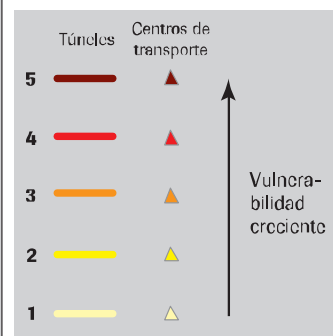 Túneles
Centros de
transporte
5
4
3
2
1
Vulnera-
bilidad
creciente